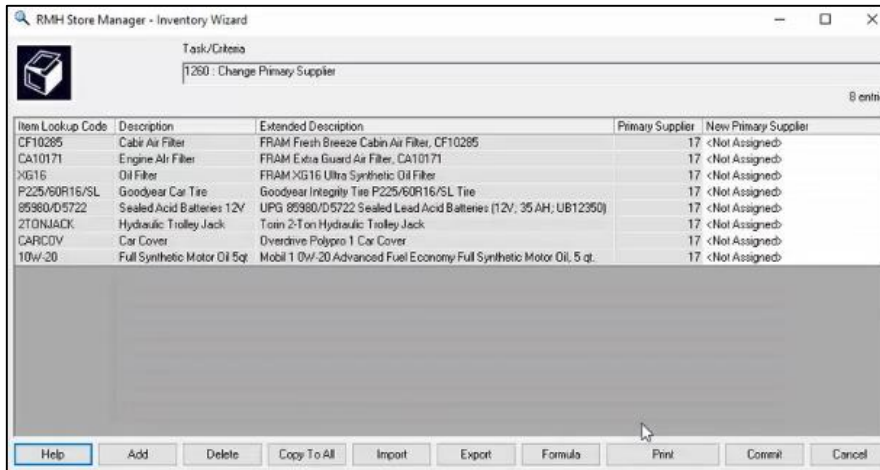 RMH Store Manager - Inventory Wizard
Task/Criteria
1260 : Change Primary Supplier
8 entri
Item Lookup Code Description Extended Description Primary Supplier New Primary Supplier
CF10285 Cabir Air Filter FRAM Fresh Breeze Cabin Air Filter, CF10285 17 <Not Assigned>
CA10171 Engine AIr Filter FRAM Extra Guard Air Filter, CA10171 17 <Not Assigned>
XG16 Oil Filter FRAM XG16 Ultra Synthetic Oil Filter 17 <Not Assigned>
P225/60R16/SL Goodyear Car Tire Goodyear Integrity Tire P225/60R16/SL Tire 17 <Not Assigned>
85980/D5722 Sealed Acid Batteries 12V UPG 85980/D5722 Sealed Lead Acid Batteries (12V; 35 AH; UB12350) 17 <Not Assigned>
2TONJACK Hydraulic Trolley Jack Torin 2-Ton Hydraulic Trolley Jack 17 <Not Assigned>
CARCOV Car Cover Overdrive Polypro 1 Car Cover 17 <Not Assigned>
10W-20 Full Synthetic Motor Oil 5qt Mobil 1 0W-20 Advanced Fuel Economy Full Synthetic Motor Oil, 5 qt. 17 <Not Assigned>
Help Add Delete Copy To All Import Export Formula Print Commit Cancel